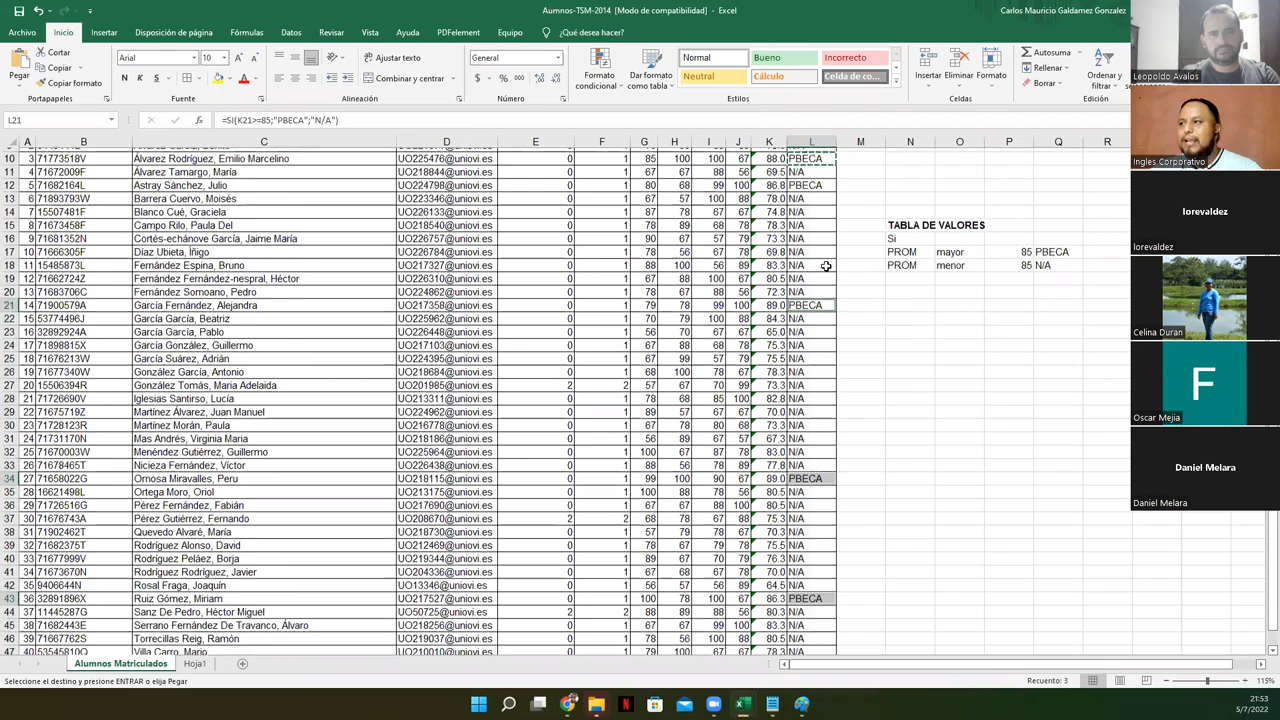 Alumnos-TSM-2014 [Modo de compatibilidad] - Excel
Carlos Mauricio Galdamez Gonzalez
Archivo Inicio Insertar Disposición de página Fórmulas Datos Revisar Vista Ayuda PDFelement Equipo ¿Qué desea hacer?
Pegar Cortar Copiar Copiar formato Portapapeles
Arial 10 N K S Fuente
Ajustar texto Combinar y centrar Alineación
General Número
Formato condicional Dar formato como tabla Normal Bueno Incorrecto Neutral Cálculo Celda de co... Estilos
Insertar Eliminar Formato Celdas
Autosuma Rellenar Borrar Ordenar y filtrar
L21 =SI(K21>=85;"PBECA";"N/A")
A B C D E F G H I J K L M N O P Q R
10 3 71773518V Álvarez Rodríguez, Emilio Marcelino UO225476@uniovi.es 0 1 85 100 100 67 88.0 PBECA
11 4 71672009F Álvarez Tamargo, María UO218844@uniovi.es 0 1 67 67 88 56 69.5 N/A
12 5 71682164L Astray Sánchez, Julio UO224798@uniovi.es 0 1 80 68 99 100 86.8 PBECA
13 6 71893793W Barrera Cuervo, Moisés UO223346@uniovi.es 0 1 67 57 100 88 78.0 N/A
14 7 15507481F Blanco Cué, Graciela UO226133@uniovi.es 0 1 87 67 78 67 74.8 N/A
15 8 71673458F Campo Rilo, Paula Del UO218540@uniovi.es 0 1 68 78 89 78 78.3 N/A TABLA DE VALORES
16 9 71681352N Cortés-echánove García, Jaime María UO226757@uniovi.es 0 1 90 67 57 79 73.3 N/A Si
17 10 71666305F Díaz Ubieta, Íñigo UO226784@uniovi.es 0 1 78 56 67 78 69.8 N/A PROM mayor 85 PBECA
18 11 15485873L Fernández Espina, Bruno UO217327@uniovi.es 0 1 88 100 56 89 83.3 N/A PROM menor 85 N/A
19 12 71662724Z Fernández Fernández-nespral, Héctor UO226310@uniovi.es 0 1 67 88 100 67 80.5 N/A
20 13 71683706C Fernández Somoano, Pedro UO224862@uniovi.es 0 1 78 67 88 56 72.3 N/A
21 14 71900579A García Fernández, Alejandra UO217358@uniovi.es 0 1 79 78 99 100 89.0 PBECA
22 15 53774496J García García, Beatriz UO225962@uniovi.es 0 1 70 79 100 88 84.3 N/A
23 16 32892924A García García, Pablo UO226448@uniovi.es 0 1 56 70 67 67 65.0 N/A
24 17 71898815X García González, Guillermo UO217103@uniovi.es 0 1 67 88 68 78 75.3 N/A
25 18 71676213W García Suárez, Adrián UO224395@uniovi.es 0 1 67 99 79 57 75.5 N/A
26 19 71677340W González García, Antonio UO218684@uniovi.es 0 1 68 100 78 67 78.3 N/A
27 20 15506394R González Tomás, Maria Adelaida UO201985@uniovi.es 2 2 57 67 70 99 73.3 N/A
28 21 71726690V Iglesias Santirso, Lucía UO213311@uniovi.es 0 1 78 68 85 100 82.8 N/A
29 22 71675719Z Martínez Álvarez, Juan Manuel UO224962@uniovi.es 0 1 89 57 67 67 70.0 N/A
30 23 71728123R Martínez Morán, Paula UO216778@uniovi.es 0 1 67 78 80 68 73.3 N/A
31 24 71731170N Mas Andrés, Virginia Maria UO218186@uniovi.es 0 1 56 89 67 57 67.3 N/A
32 25 71670003W Menéndez Gutiérrez, Guillermo UO225964@uniovi.es 0 1 100 67 87 78 83.0 N/A
33 26 71678465T Nicieza Fernández, Víctor UO226438@uniovi.es 0 1 88 56 78 89 77.8 N/A
34 27 71658022G Ornosa Miravalles, Peru UO218115@uniovi.es 0 1 99 100 90 67 89.0 PBECA
35 28 16621498L Ortega Moro, Oriol UO213175@uniovi.es 0 1 100 88 78 56 80.5 N/A
36 29 71726516G Pérez Fernández, Fabián UO217690@uniovi.es 0 1 67 67 88 100 80.5 N/A
37 30 71676743A Pérez Gutiérrez, Fernando UO208670@uniovi.es 2 2 68 78 67 88 75.3 N/A
38 31 71902462T Quevedo Alvaré, María UO218730@uniovi.es 0 1 57 79 78 67 70.3 N/A
39 32 71682375T Rodríguez Alonso, David UO212469@uniovi.es 0 1 78 67 79 78 75.5 N/A
40 33 71677999V Rodríguez Peláez, Borja UO219344@uniovi.es 0 1 89 67 70 79 76.3 N/A
41 34 71673670N Rodríguez Rodríguez, Javier UO204336@uniovi.es 0 1 67 78 67 68 70.0 N/A
42 35 9406644N Rosal Fraga, Joaquín UO13346@uniovi.es 0 1 56 57 56 89 64.5 N/A
43 36 32891896X Ruiz Gómez, Miriam UO217527@uniovi.es 0 1 100 78 100 67 86.3 PBECA
44 37 11445287G Sanz De Pedro, Héctor Miguel UO50725@uniovi.es 2 2 88 89 88 56 80.3 N/A
45 38 71682443E Serrano Fernández De Travanco, Álvaro UO218256@uniovi.es 0 1 67 67 99 100 83.3 N/A
46 39 71667762S Torrecillas Reig, Ramón UO219037@uniovi.es 0 1 78 56 100 88 80.5 N/A
47 40 53545810Q Villa Carro, Mario UO210010@uniovi.es 0 1 79 100 67 67 78.3 N/A
Alumnos Matriculados Hoja1
Seleccione el destino y presione ENTRAR o elija Pegar Recuento: 3 115%
21:53
5/7/2022
Leopoldo Avalos
Ingles Corporativo
lorevaldez
lorevaldez
Celina Duran
F
Oscar Mejia
Daniel Melara
Daniel Melara